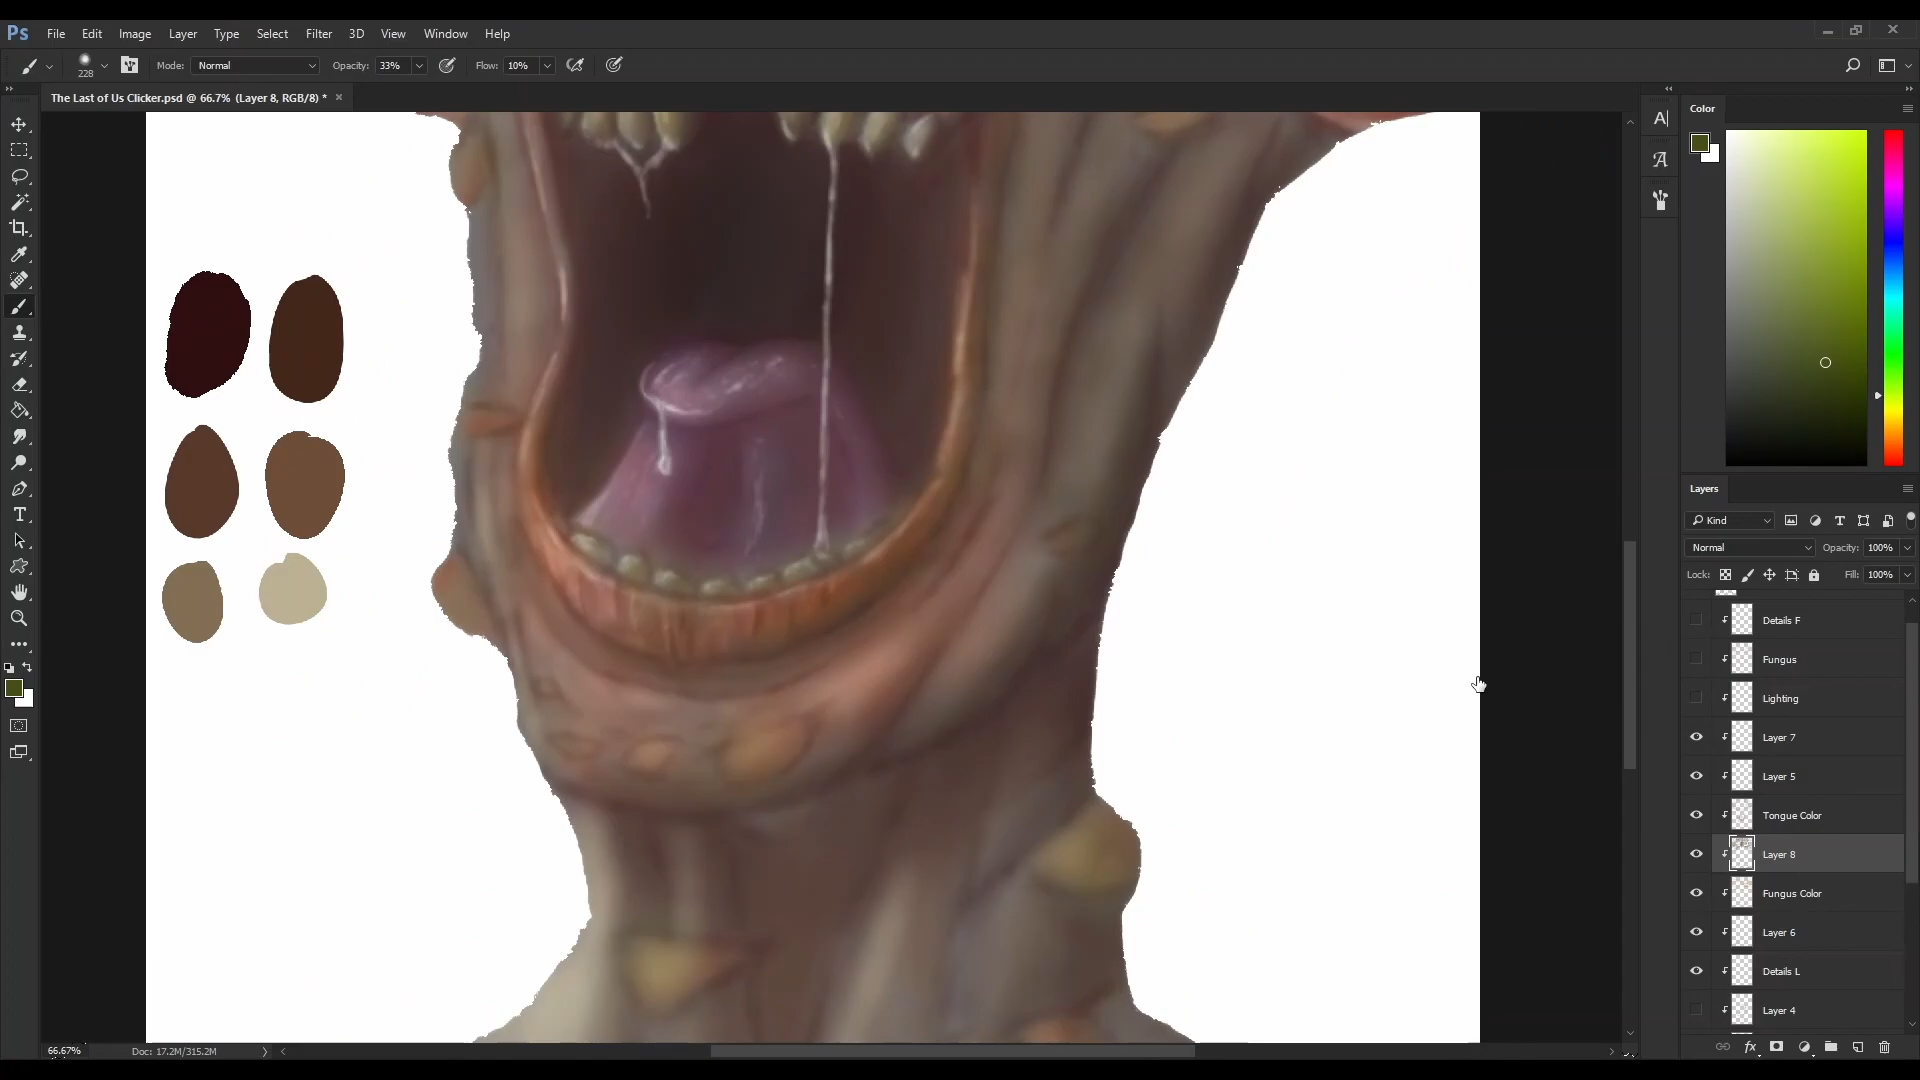 Ps File Edit Image Layer Type Select Filter 3D View Window Help
228 Mode: Normal Opacity: 33% Flow: 10%
The Last of Us Clicker.psd @ 66.7% (Layer 8, RGB/8) * ×
Color
Layers
Kind
Normal Opacity: 100%
Lock: Fill: 100%
Details F
Fungus
Lighting
Layer 7
Layer 5
Tongue Color
Layer 8
Fungus Color
Layer 6
Details L
Layer 4
66.67% Doc: 17.2M/315.2M